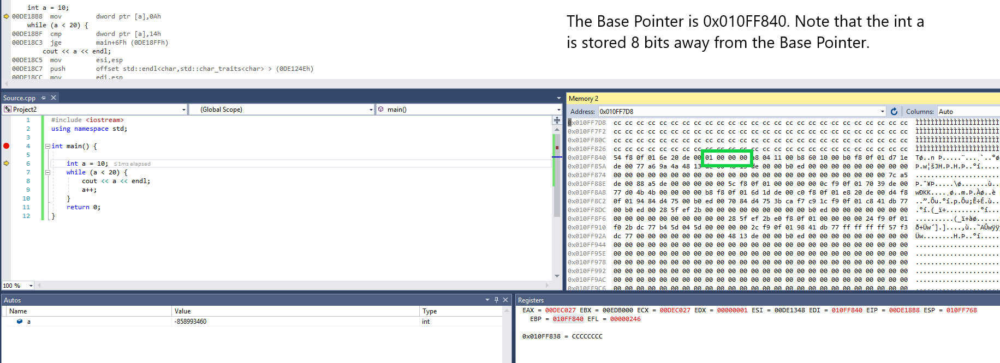 int a = 10;
00DE18B8 mov dword ptr [a],0Ah
while (a < 20) {
00DE18BF cmp dword ptr [a],14h
00DE18C3 jge main+6Fh (0DE18FFh)
cout << a << endl;
00DE18C5 mov esi,esp
00DE18C7 push offset std::endl<char,std::char_traits<char> > (0DE124Eh)
00DE18CC mov edi,esp
The Base Pointer is 0x010FF840. Note that the int a
is stored 8 bits away from the Base Pointer.
Source.cpp
Project2 (Global Scope) main()
1 #include <iostream>
2 using namespace std;
3
4 int main() {
5
6 int a = 10; ≤1ms elapsed
7 while (a < 20) {
8 cout << a << endl;
9 a++;
10 }
11 return 0;
12 }
100 %
Memory 2
Address: 0x010FF7D8 Columns: Auto
0x010FF7D8 cc cc cc cc cc cc cc cc cc cc cc cc cc cc cc cc cc cc cc cc cc cc cc cc cc cc
0x010FF7F2 cc cc cc cc cc cc cc cc cc cc cc cc cc cc cc cc cc cc cc cc cc cc cc cc cc cc
0x010FF80C cc cc cc cc cc cc cc cc cc cc cc cc cc cc cc cc cc cc cc cc cc cc cc cc cc cc
0x010FF826 cc cc cc cc cc cc cc cc cc cc cc cc cc cc cc cc cc cc cc cc cc cc cc cc cc cc
0x010FF840 54 f8 0f 01 6e 20 de 00 01 00 00 00 a8 04 11 00 b8 60 10 00 b0 f8 0f 01 d7 1e
0x010FF85A de 00 77 a6 9a 4a 48 13 de 00 b0 ed 00 00 00 00 00 00
0x010FF874 00 00 00 00 00 00 00 00 00 00 00 00 00 00 00 00 00 00 00 00 00 00 00 00 7c a5
0x010FF88E de 00 88 a5 de 00 00 00 00 00 5c f8 0f 01 00 00 00 00 0c f9 0f 01 70 39 de 00
0x010FF8A8 77 d0 4b 4b 00 00 00 00 b8 f8 0f 01 6d 1d de 00 c0 f8 0f 01 e8 20 de 00 d4 f8
0x010FF8C2 0f 01 94 84 d4 75 00 b0 ed 00 70 84 d4 75 3b ca f7 c9 1c f9 0f 01 c8 41 db 77
0x010FF8DC 00 b0 ed 00 28 5f ef 2b 00 00 00 00 00 00 00 00 00 b0 ed 00 00 00 00 00 00 00
0x010FF8F6 00 00 00 00 00 00 00 00 00 00 28 5f ef 2b e0 f8 0f 01 00 00 00 00 24 f9 0f 01
0x010FF910 f0 2b dc 77 b4 5d 04 5d 00 00 00 00 2c f9 0f 01 98 41 db 77 ff ff ff ff 57 f3
0x010FF92A dc 77 00 00 00 00 00 00 00 00 48 13 de 00 00 b0 ed 00 00 00 00 00 00 00 00 00
0x010FF944 00 00 00 00 00 00 00 00 00 00 00 00 00 00 00 00 00 00 00 00 00 00 00 00 00 00
0x010FF95E 00 00 00 00 00 00 00 00 00 00 00 00 00 00 00 00 00 00 00 00 00 00 00 00 00 00
0x010FF978 00 00 00 00 00 00 00 00 00 00 00 00 00 00 00 00 00 00 00 00 00 00 00 00 00 00
0x010FF992 00 00 00 00 00 00 00 00 00 00 00 00 00 00 00 00 00 00 00 00 00 00 00 00 00 00
0x010FF9AC 00 00 00 00 00 00 00 00 00 00 00 00 00 00 00 00 00 00 00 00 00 00 00 00 00 00
0x010FF9C6 00 00 00 00 00 00 00 00 00 00 00 00 00 00 00 00 00 00 00 00 00 00 00 00 00 00
Autos
Name Value Type
a -858993460 int
Registers
EAX = 00DEC027 EBX = 00EDB000 ECX = 00DEC027 EDX = 00000001 ESI = 00DE1348 EDI = 010FF840 EIP = 00DE18B8 ESP = 010FF768
EBP = 010FF840 EFL = 00000246
0x010FF838 = CCCCCCCC